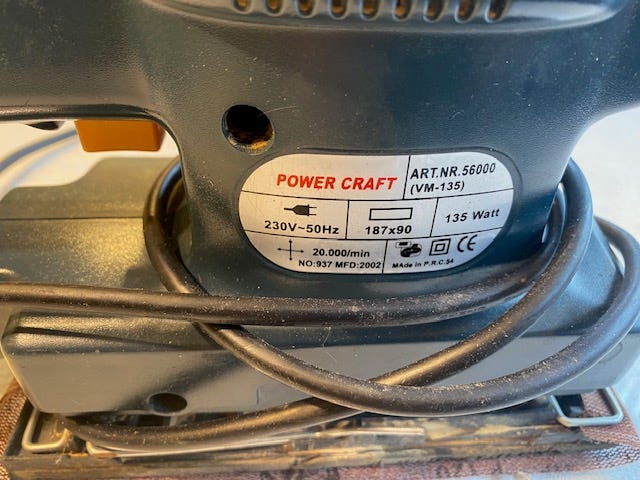 POWER CRAFT
ART.NR.56000
(VM-135)
230V~50Hz
187x90
135 Watt
20.000/min
NO:937 MFD:2002
CE
MAde in P.R.C.54